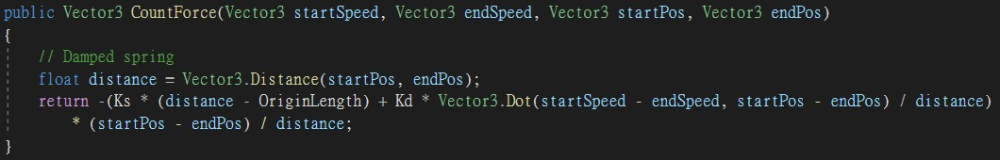 public Vector3 CountForce(Vector3 startSpeed, Vector3 endSpeed, Vector3 startPos, Vector3 endPos)
{
    // Damped spring
    float distance = Vector3.Distance(startPos, endPos);
    return -(Ks * (distance - OriginLength) + Kd * Vector3.Dot(startSpeed - endSpeed, startPos - endPos) / distance)
        * (startPos - endPos) / distance;
}